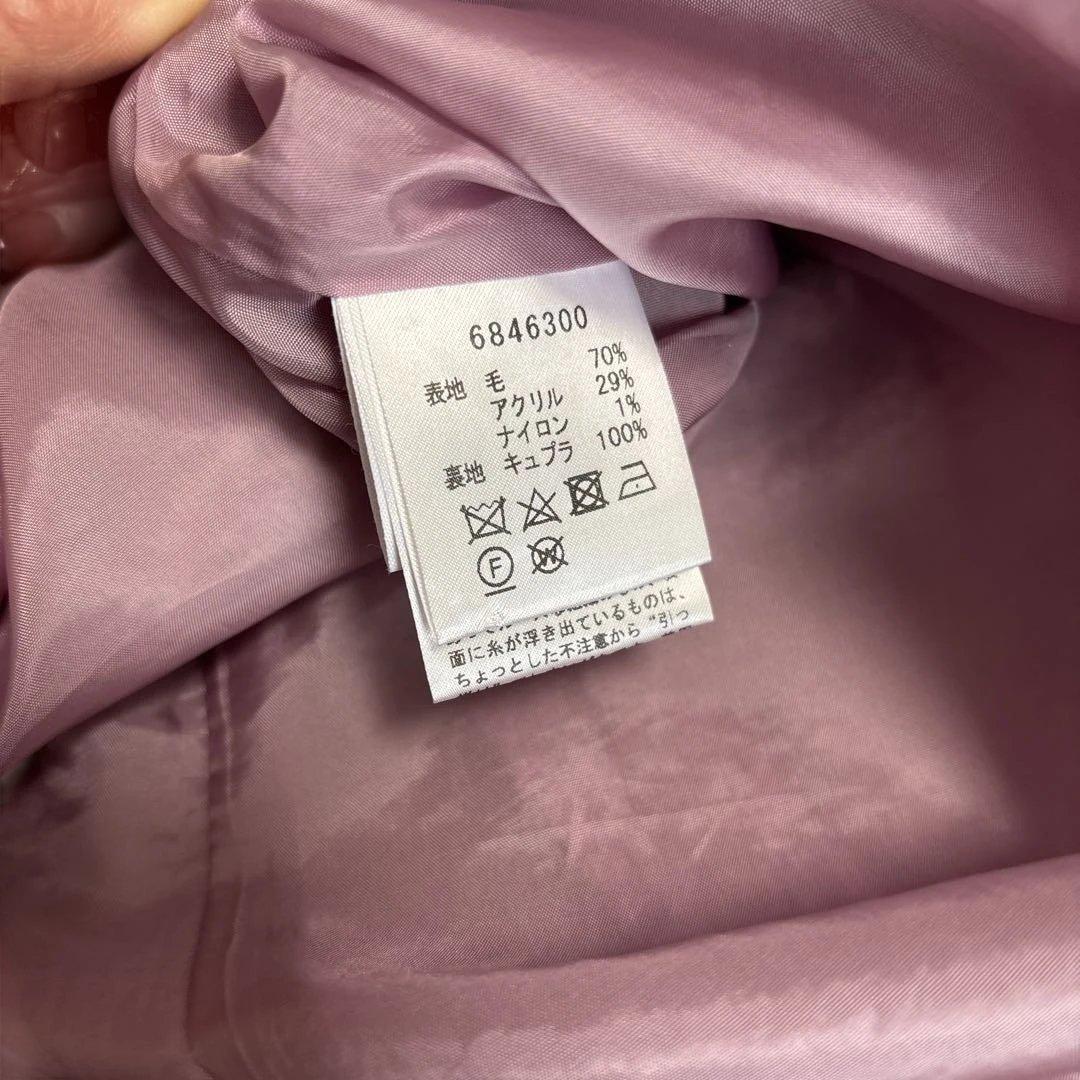 6846300
表地 毛 70%
アクリル 29%
ナイロン 1%
裏地 キュプラ 100%
F
W
面に糸が浮き出ているものは、
ちょっとした不注意から“引っ